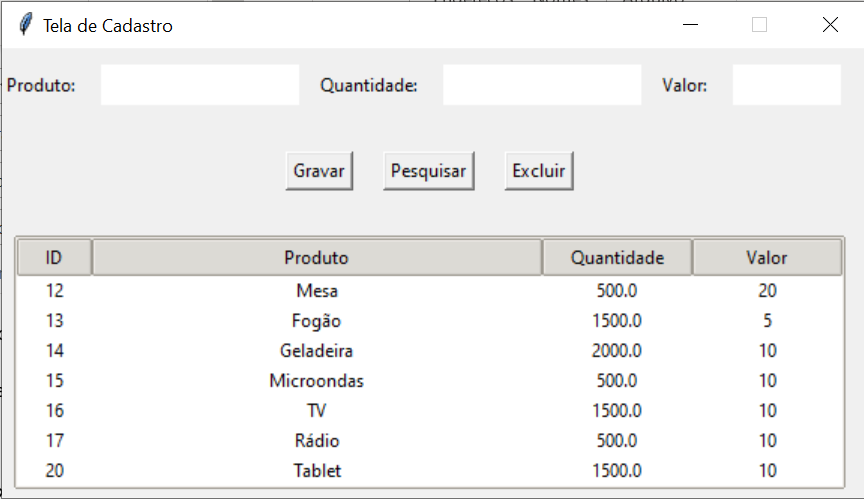 Tela de Cadastro
Produto: Quantidade: Valor:
Gravar Pesquisar Excluir
ID Produto Quantidade Valor
12 Mesa 500.0 20
13 Fogão 1500.0 5
14 Geladeira 2000.0 10
15 Microondas 500.0 10
16 TV 1500.0 10
17 Rádio 500.0 10
20 Tablet 1500.0 10